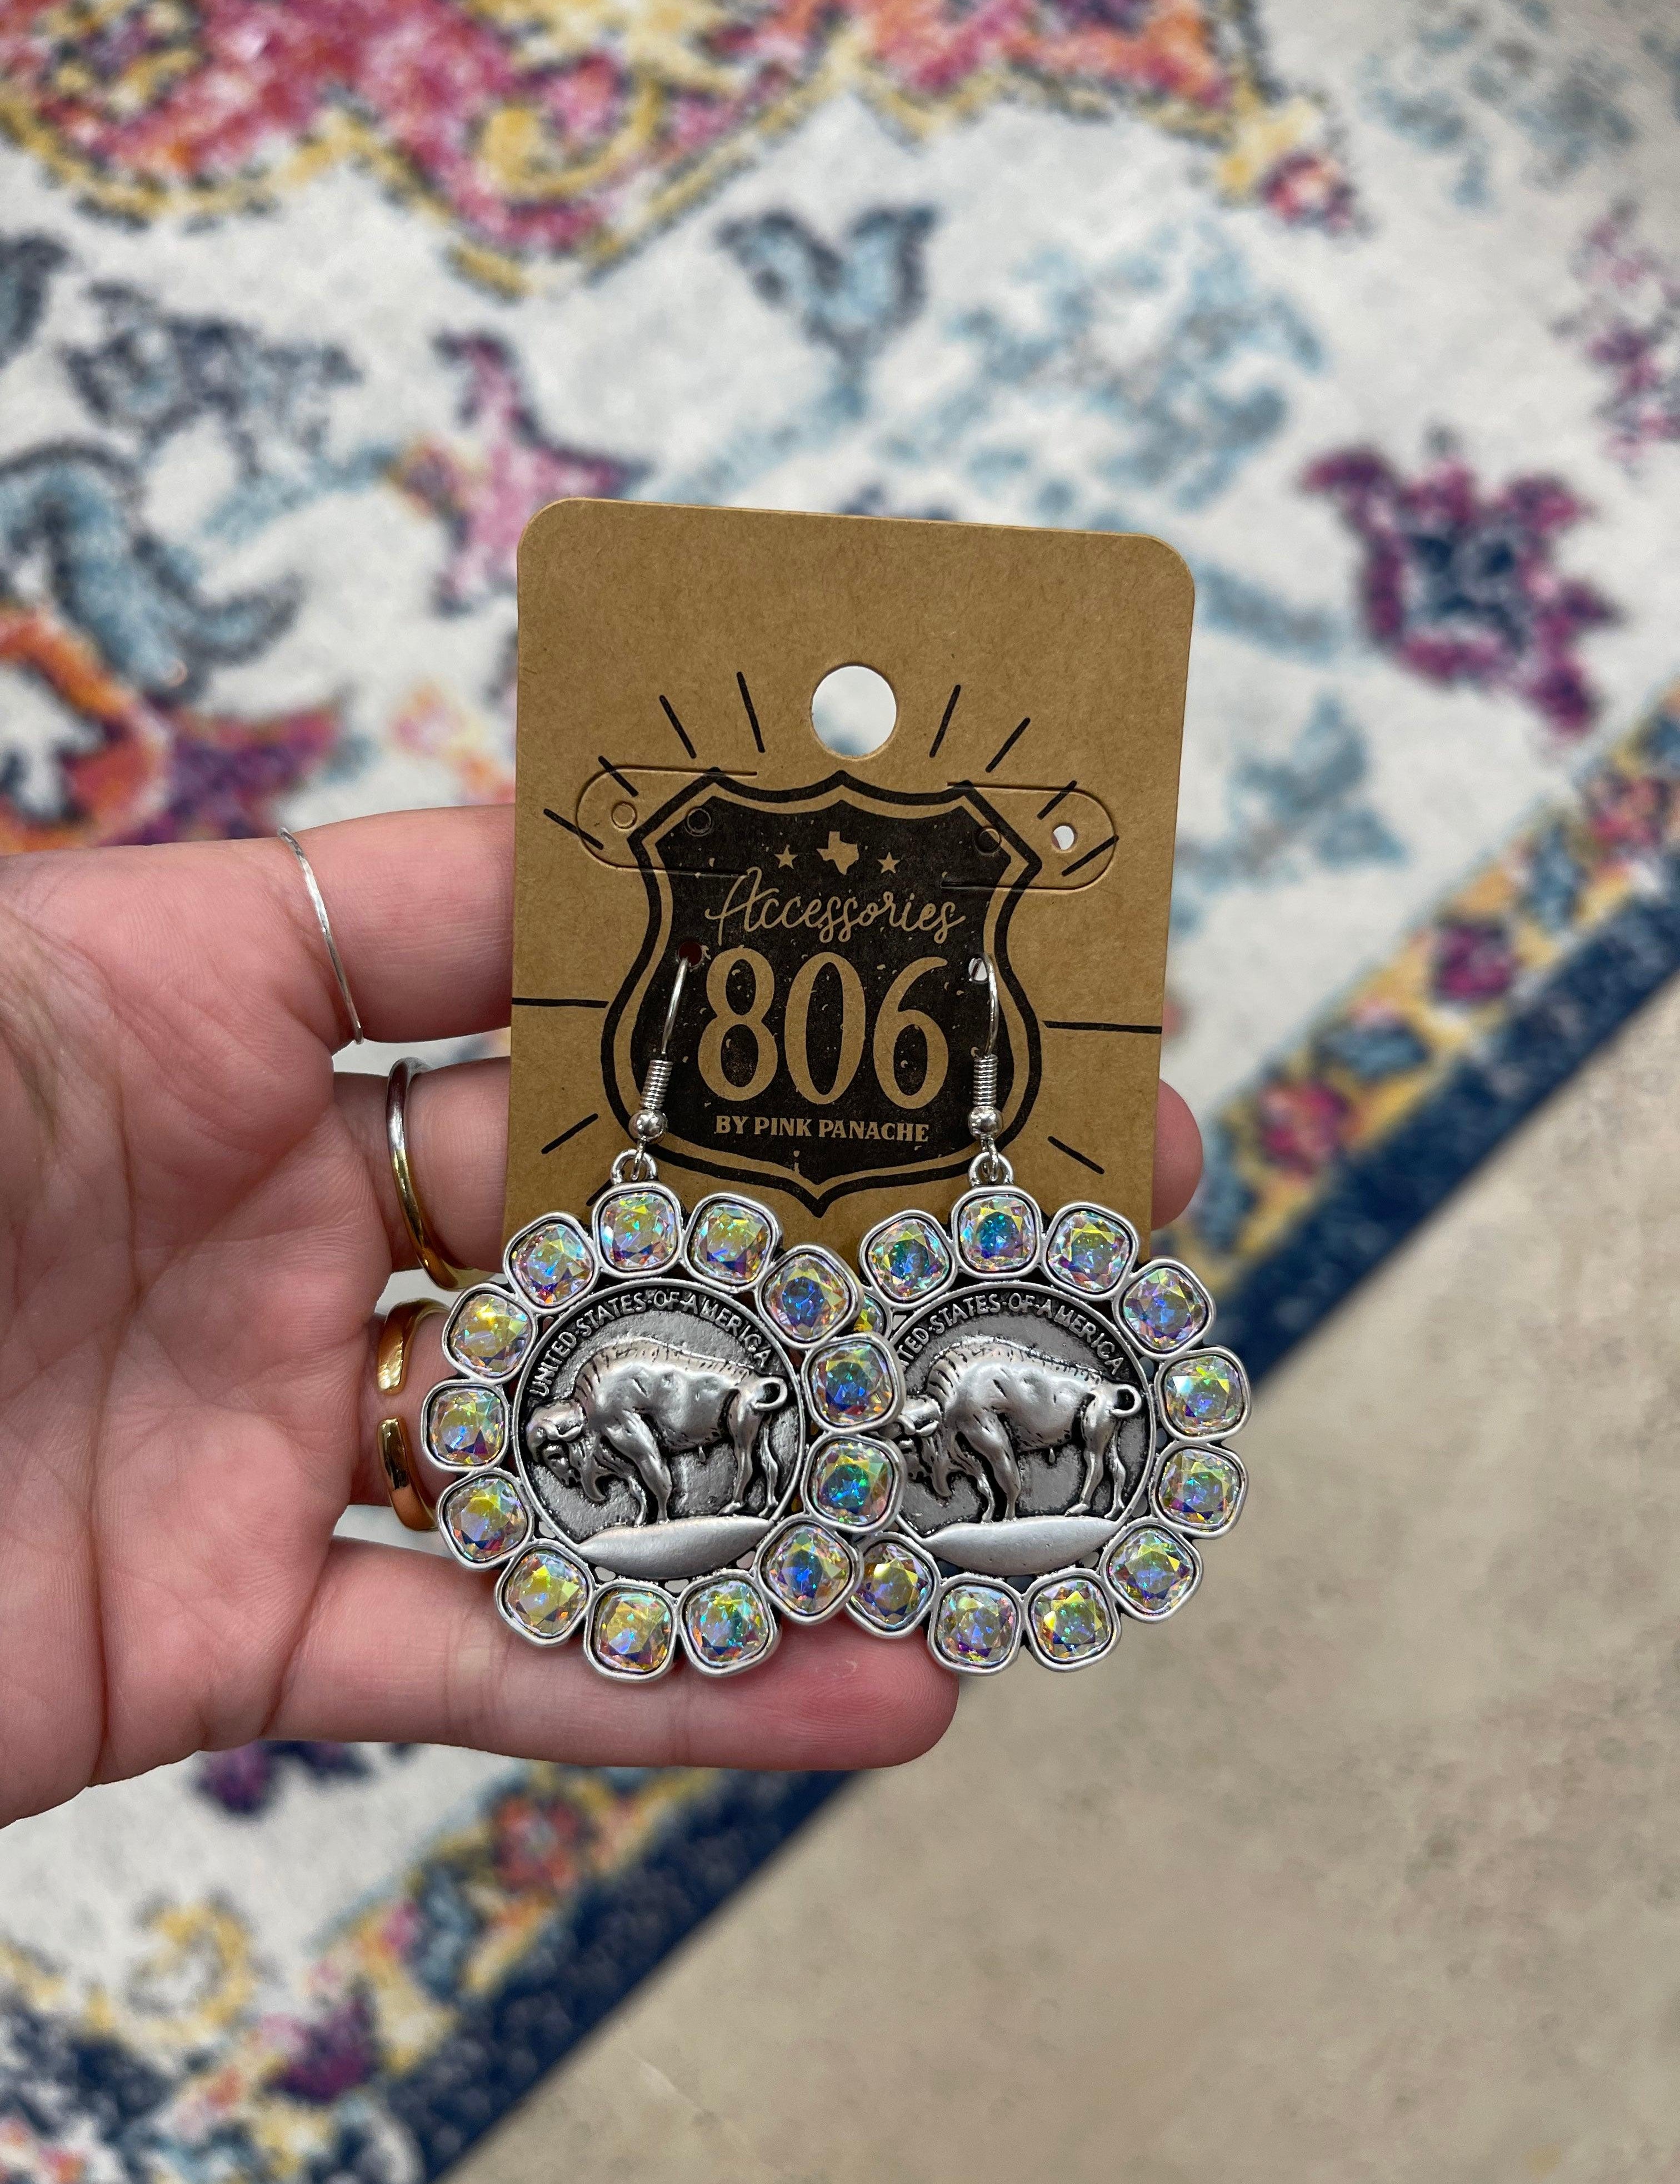 Accessories
806
BY PINK PANACHE
UNITED·STATES·OF·AMERICA
TED·STATES·OF·AMERICA